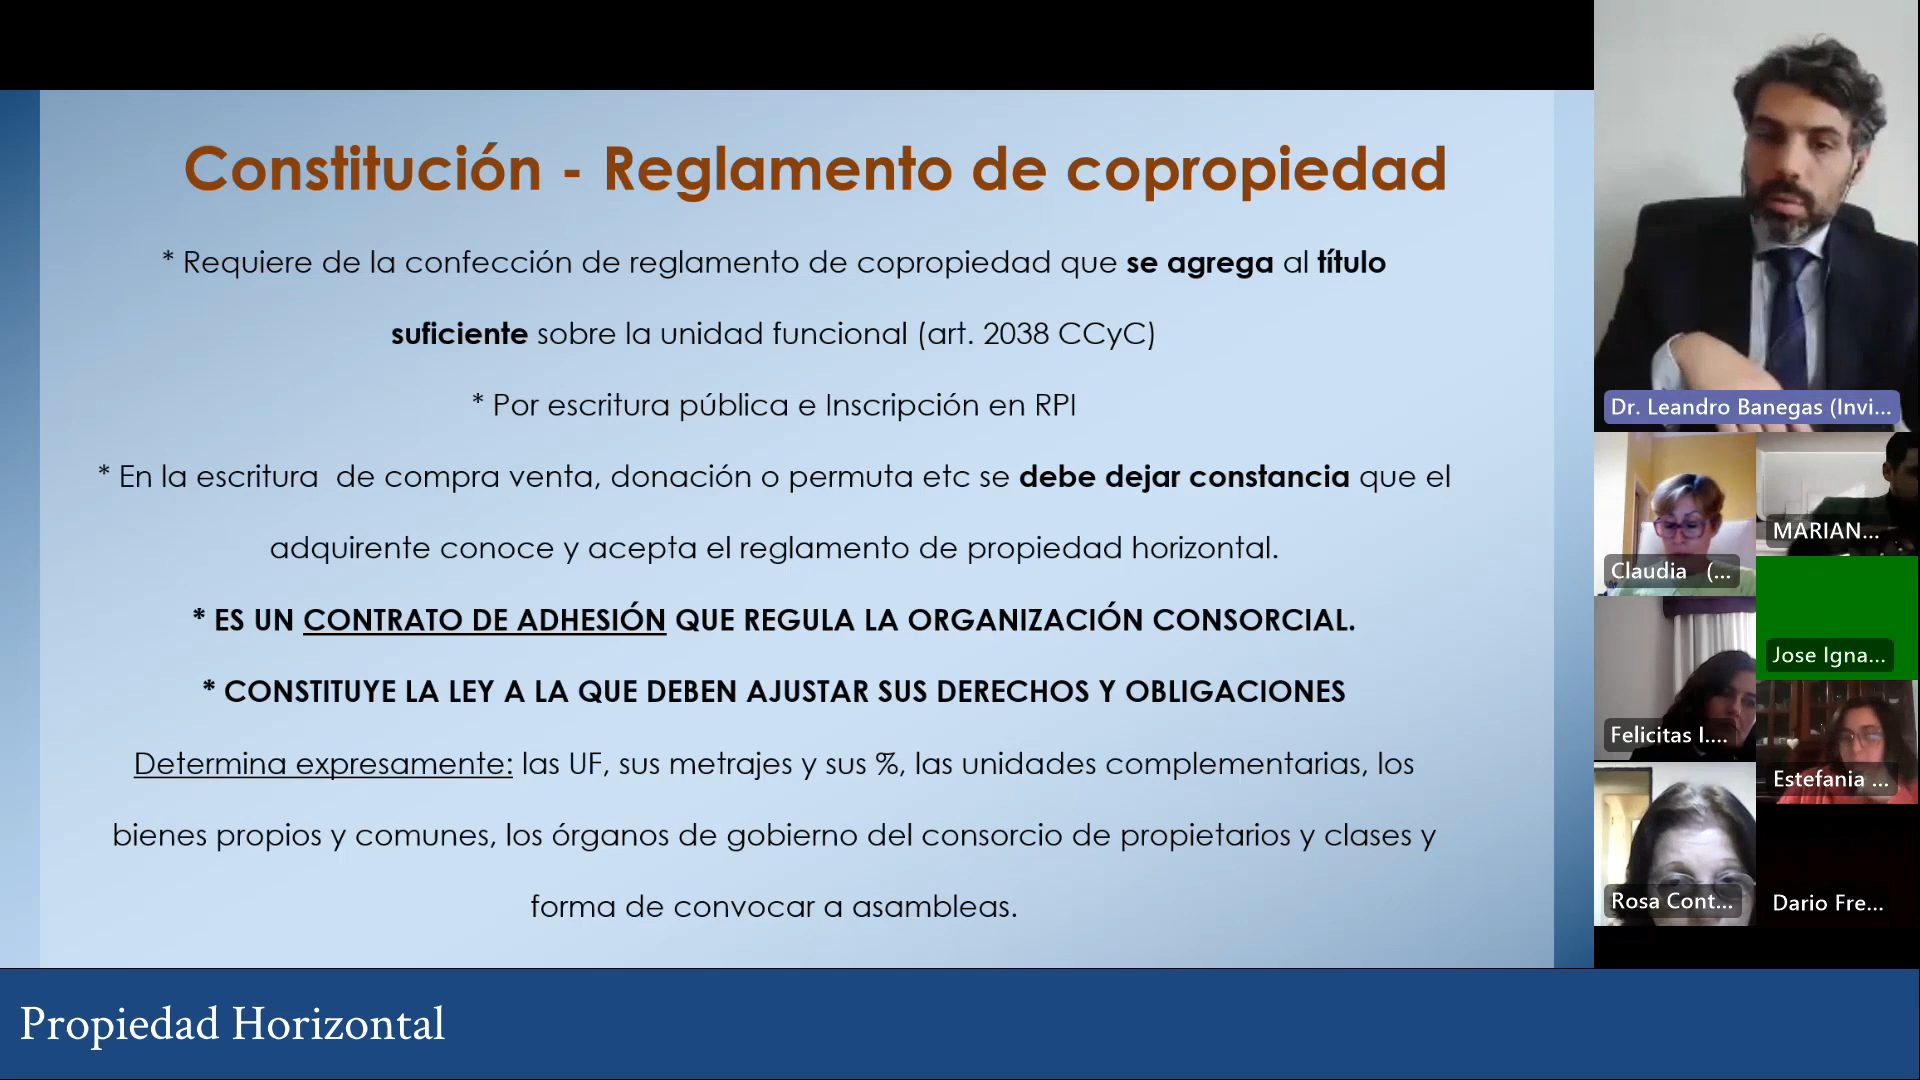 Constitución - Reglamento de copropiedad
* Requiere de la confección de reglamento de copropiedad que se agrega al título
suficiente sobre la unidad funcional (art. 2038 CCyC)
* Por escritura pública e Inscripción en RPI
* En la escritura  de compra venta, donación o permuta etc se debe dejar constancia que el
adquirente conoce y acepta el reglamento de propiedad horizontal.
* ES UN CONTRATO DE ADHESIÓN QUE REGULA LA ORGANIZACIÓN CONSORCIAL.
* CONSTITUYE LA LEY A LA QUE DEBEN AJUSTAR SUS DERECHOS Y OBLIGACIONES
Determina expresamente: las UF, sus metrajes y sus %, las unidades complementarias, los
bienes propios y comunes, los órganos de gobierno del consorcio de propietarios y clases y
forma de convocar a asambleas.
Dr. Leandro Banegas (Invi...
MARIAN...
Claudia (...
Jose Igna...
Felicitas I....
Estefania ...
Rosa Cont...
Dario Fre...
Propiedad Horizontal